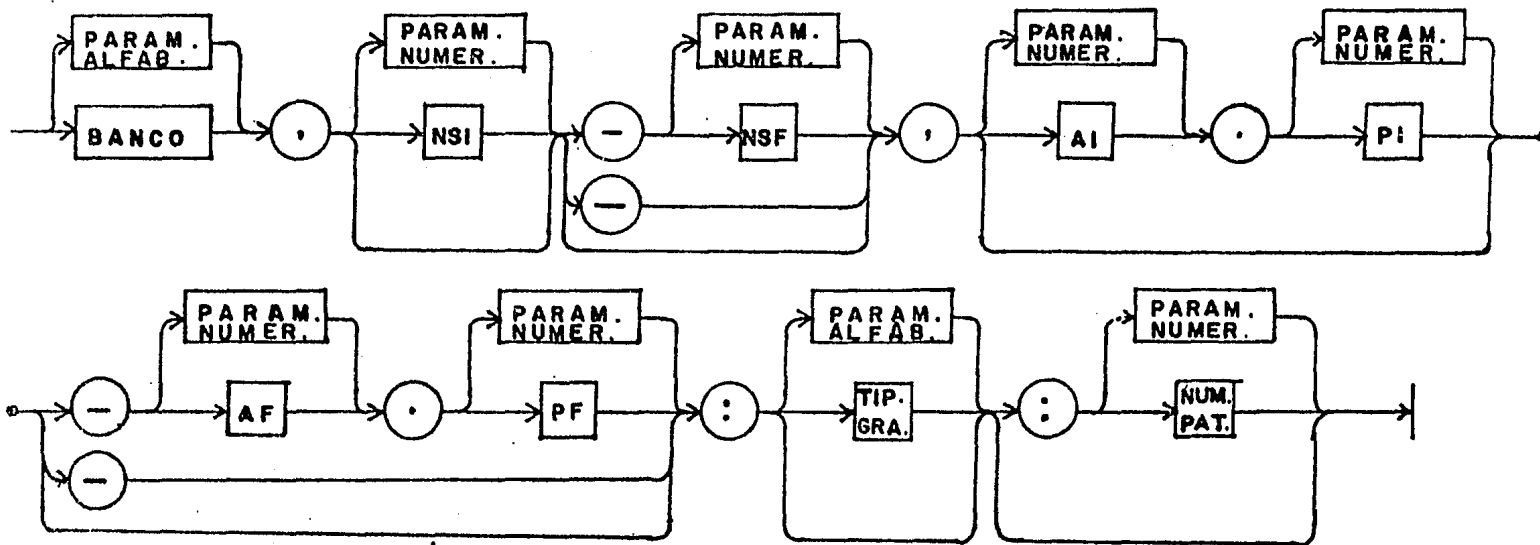 PARAM. ALFAB.
PARAM. NUMER.
PARAM. NUMER.
PARAM. NUMER.
PARAM. NUMER.
BANCO
,
NSI
—
NSF
,
AI
.
PI
—
PARAM. NUMER.
PARAM. NUMER.
PARAM. ALFAB.
PARAM. NUMER.
—
AF
.
PF
:
TIP. GRA.
:
NUM. PAT.
—